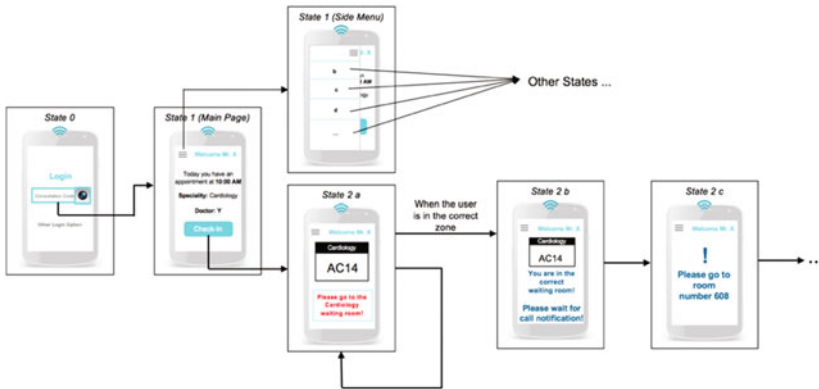 State 0
Login
Consultation Code
Other Login Option
State 1 (Main Page)
Welcome Mr. X
Today you have an
appointment at 10:00 AM
Speciality: Cardiology
Doctor: Y
Check-In
State 1 (Side Menu)
b
c
d
...
Other States ...
State 2 a
Welcome Mr. X
Cardiology
AC14
Please go to the
Cardiology
waiting room!
When the user
is in the correct
zone
State 2 b
Welcome Mr. X
Cardiology
AC14
You are in the
correct
waiting room!
Please wait for
call notification!
State 2 c
Welcome Mr. X
!
Please go to
room
number 608
..